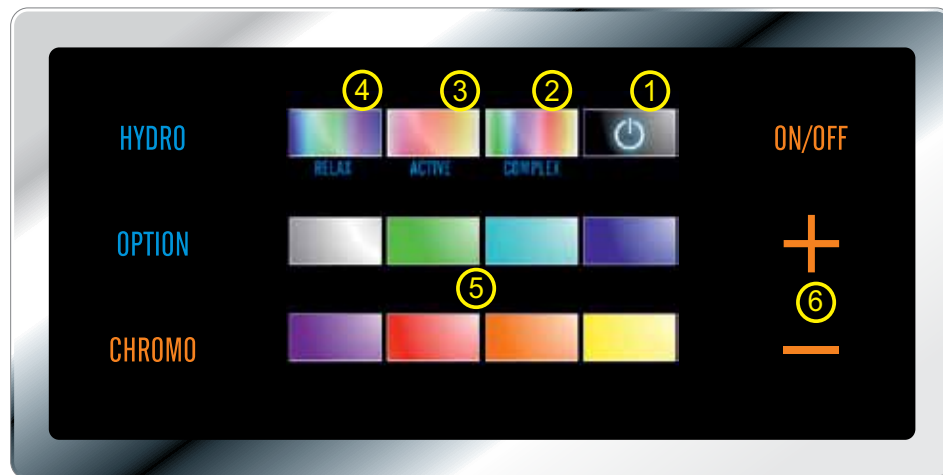 4 3 2 1
HYDRO ON/OFF
RELAX ACTIVE COMPLEX
OPTION +
5 6
CHROMO −